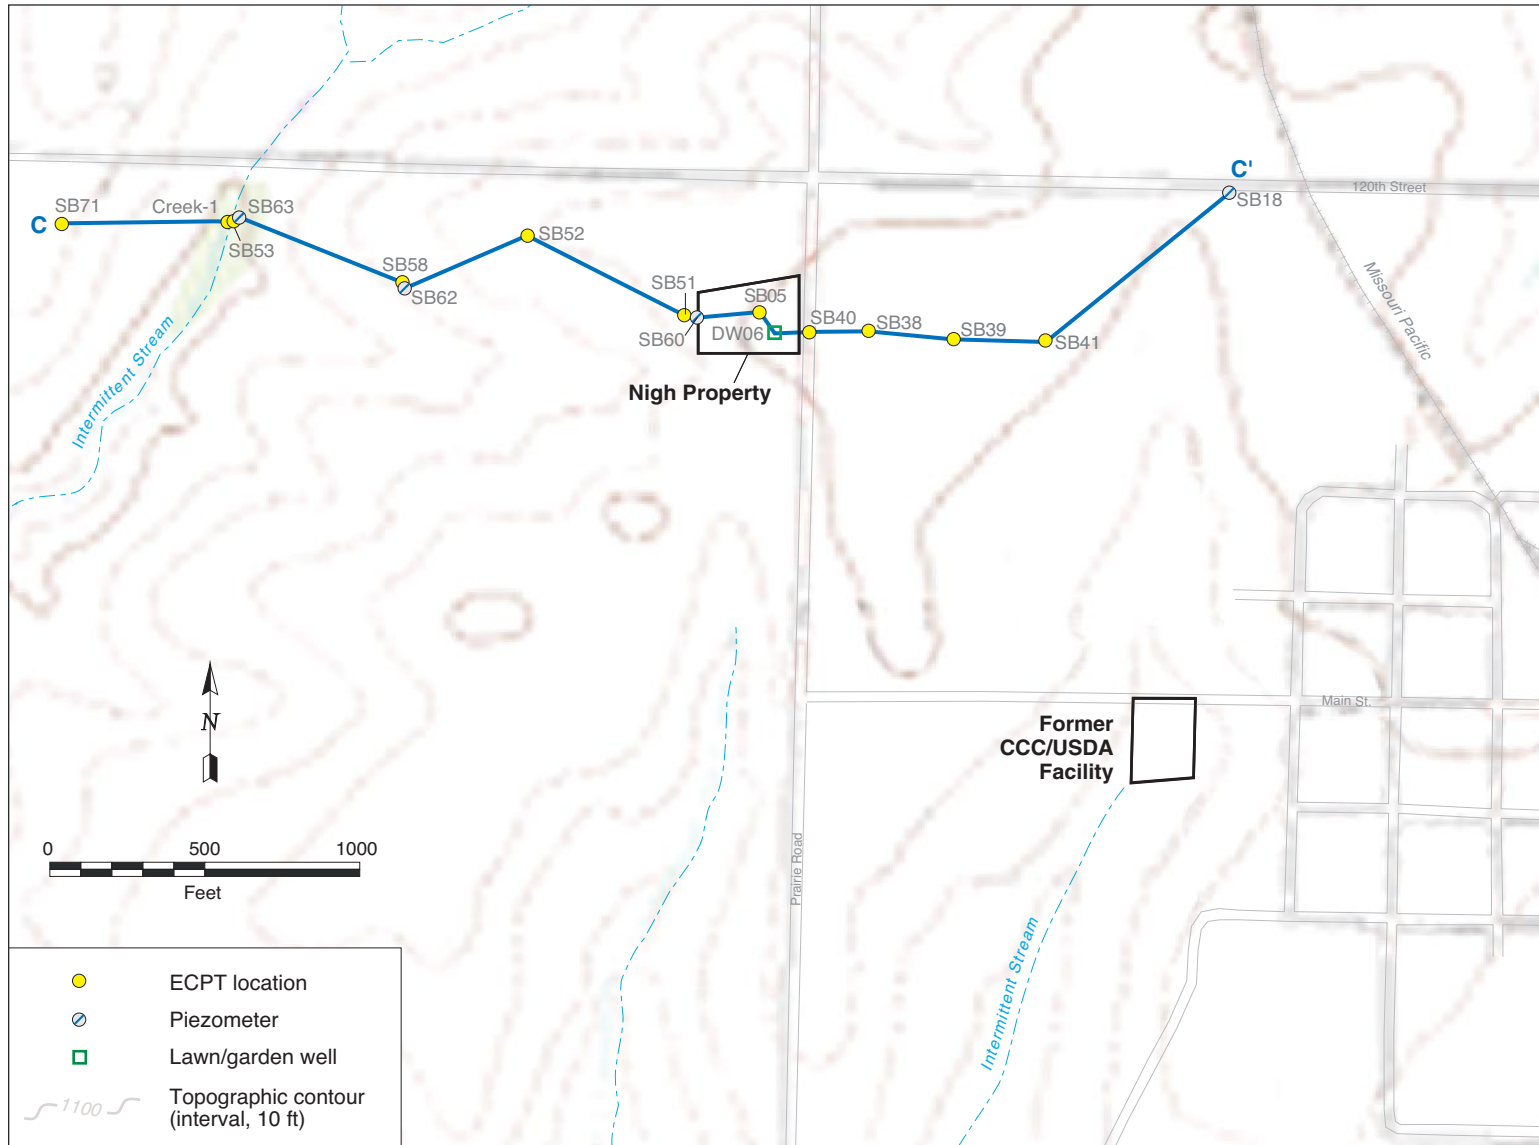 C'
120th Street
SB18
SB71
Creek-1
SB63
C
SB53
SB52
SB58
SB62
SB51
SB05
SB60
DW06
SB40
SB38
SB39
SB41
Missouri Pacific
Nigh Property
Intermittent Stream
N
Main St.
Former
CCC/USDA
Facility
0 500 1000
Feet
Prairie Road
Intermittent Stream
ECPT location
Piezometer
Lawn/garden well
1100
Topographic contour
(interval, 10 ft)